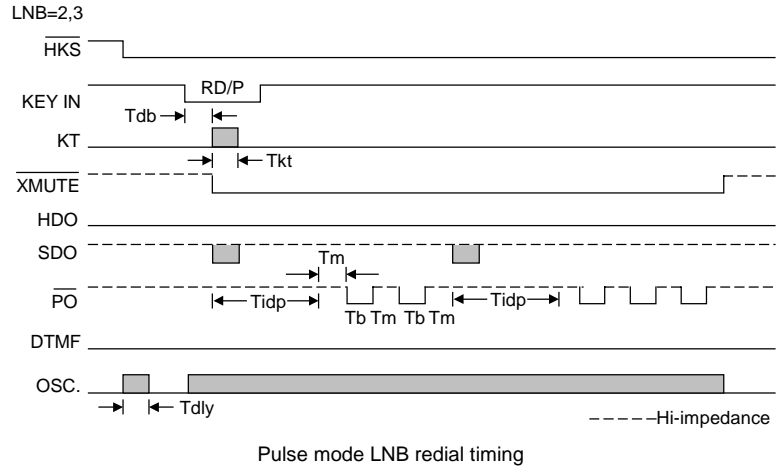 LNB=2,3
HKS
KEY IN
RD/P
Tdb
KT
Tkt
XMUTE
HDO
SDO
Tm
Tidp
Tidp
PO
Tb Tm Tb Tm
DTMF
OSC.
Tdly
Hi-impedance
Pulse mode LNB redial timing